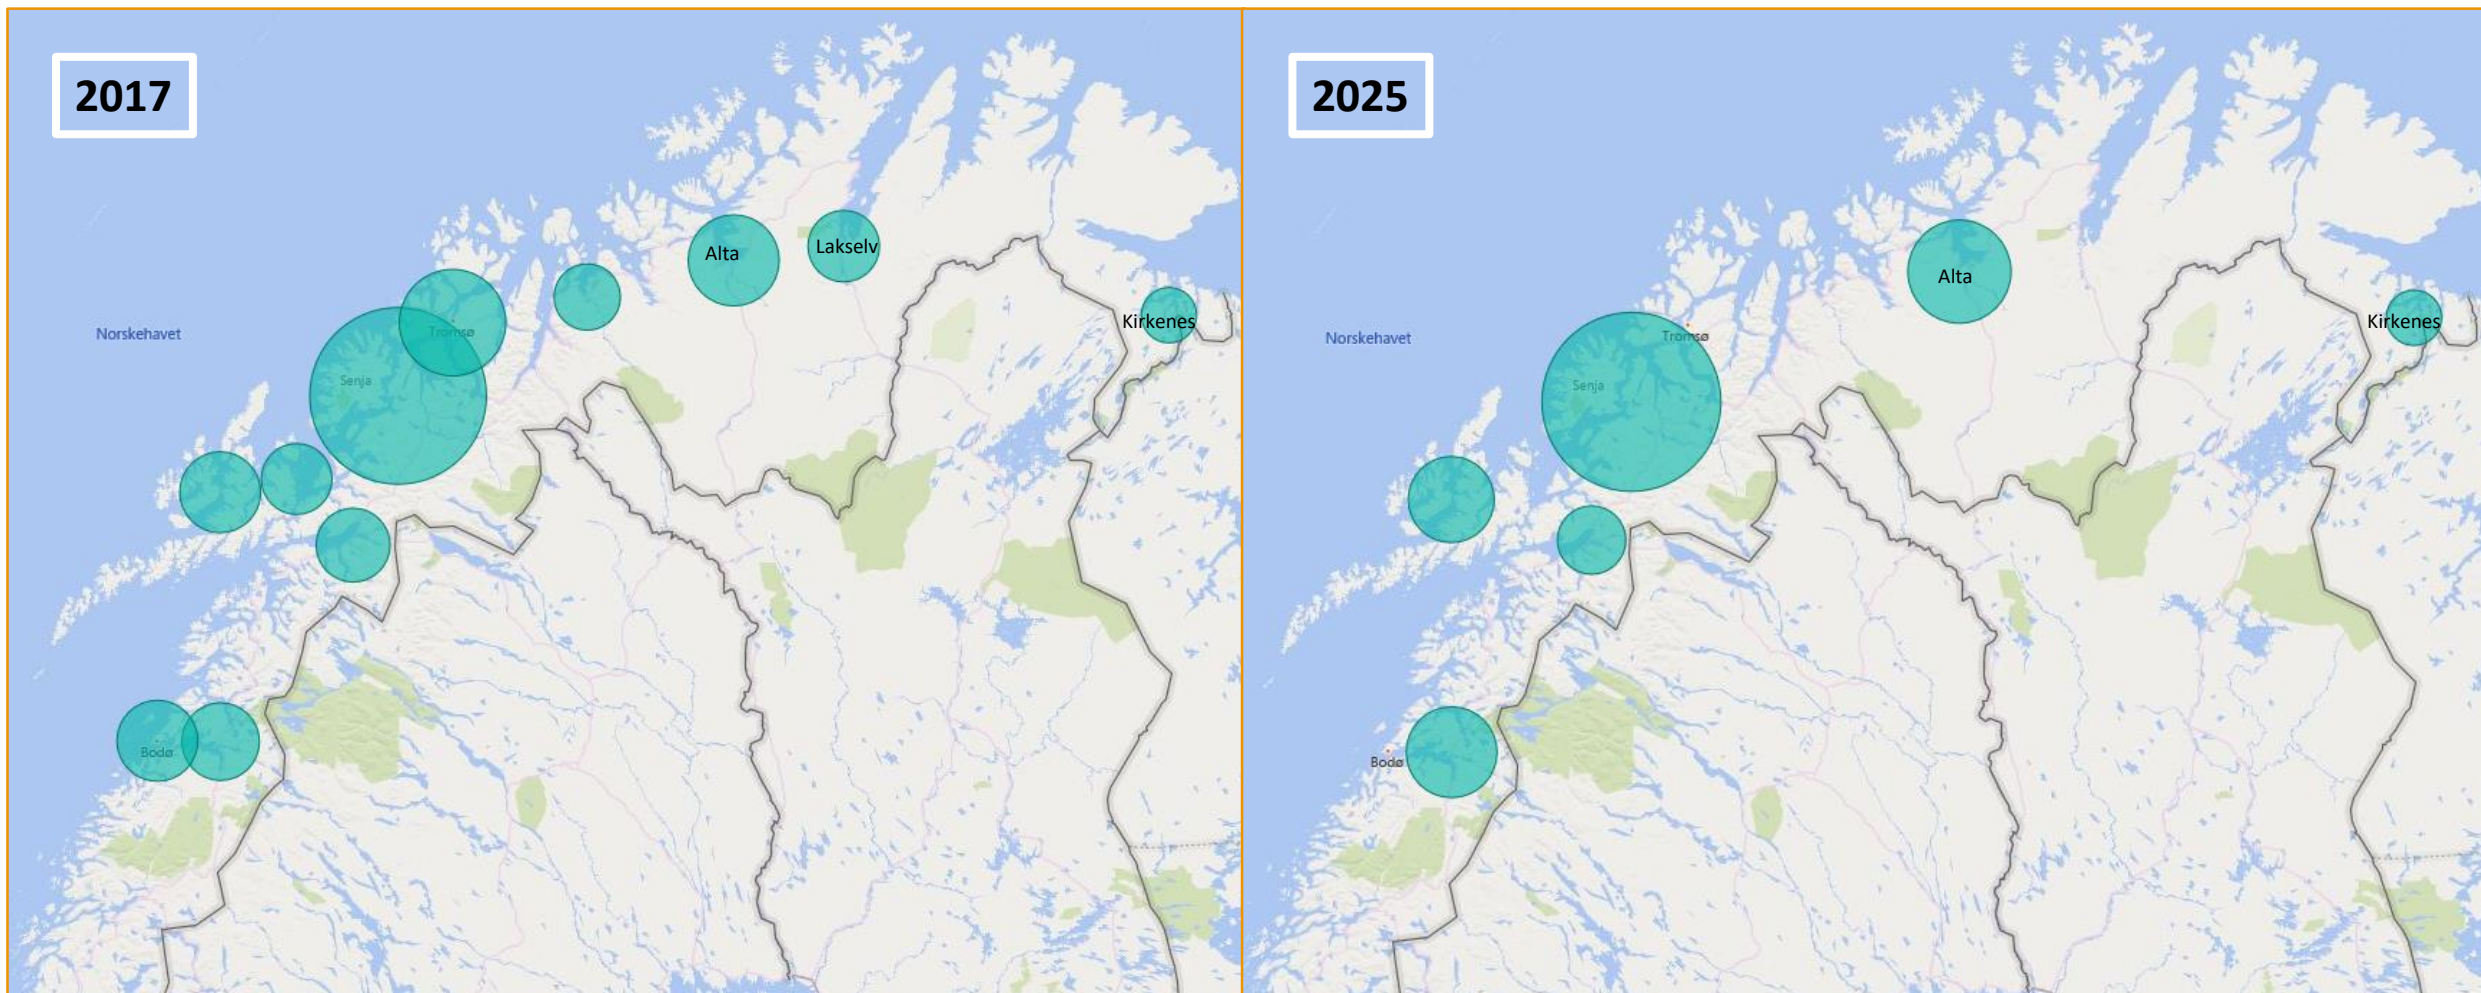 2017
Alta
Lakselv
Kirkenes
Tromsø
Norskehavet
Senja
Bodø
2025
Alta
Kirkenes
Tromsø
Norskehavet
Senja
Bodø